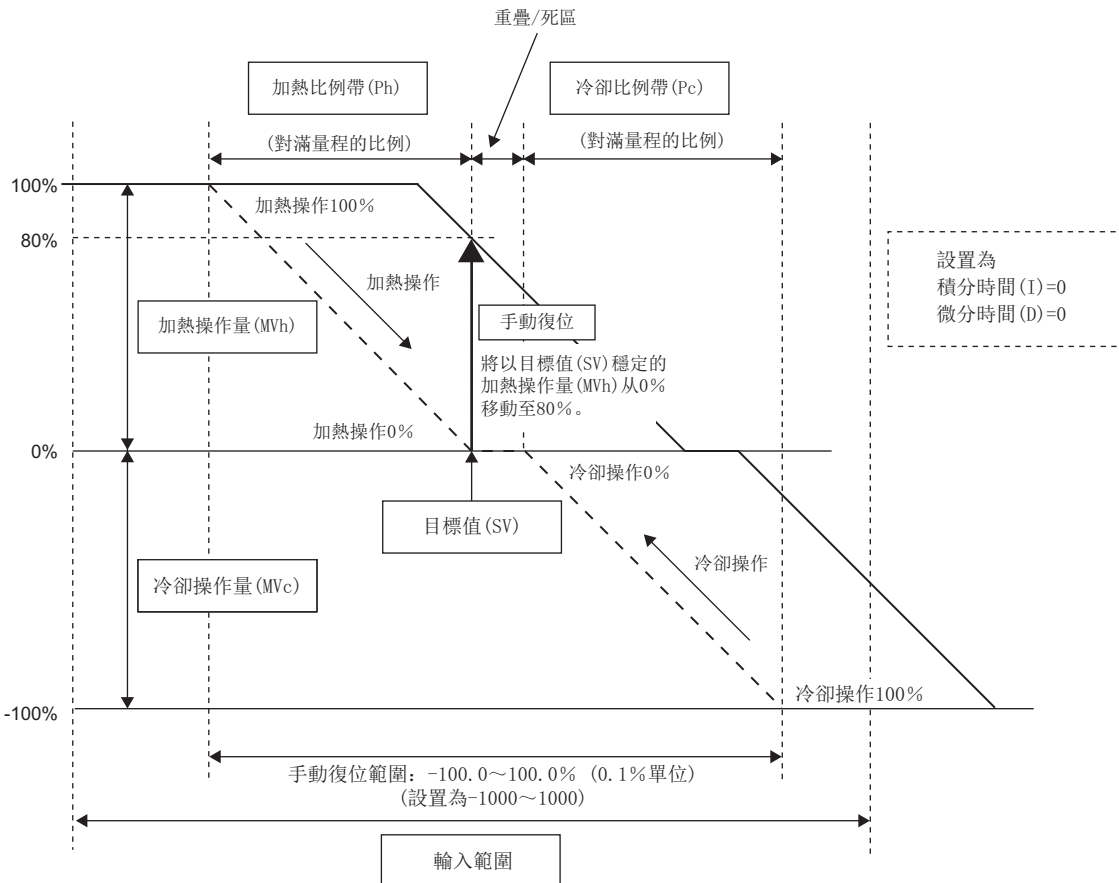 重疊/死區
加熱比例帶(Ph)
冷卻比例帶(Pc)
(對滿量程的比例)
(對滿量程的比例)
100%
加熱操作100%
80%
加熱操作
設置為
積分時間(I)=0
微分時間(D)=0
加熱操作量(MVh)
手動復位
將以目標值(SV)穩定的
加熱操作量(MVh)从0%
移動至80%。
加熱操作0%
0%
冷卻操作0%
目標值(SV)
冷卻操作
冷卻操作量(MVc)
冷卻操作100%
-100%
手動復位範圍：-100.0～100.0% (0.1%單位)
(設置為-1000～1000)
輸入範圍